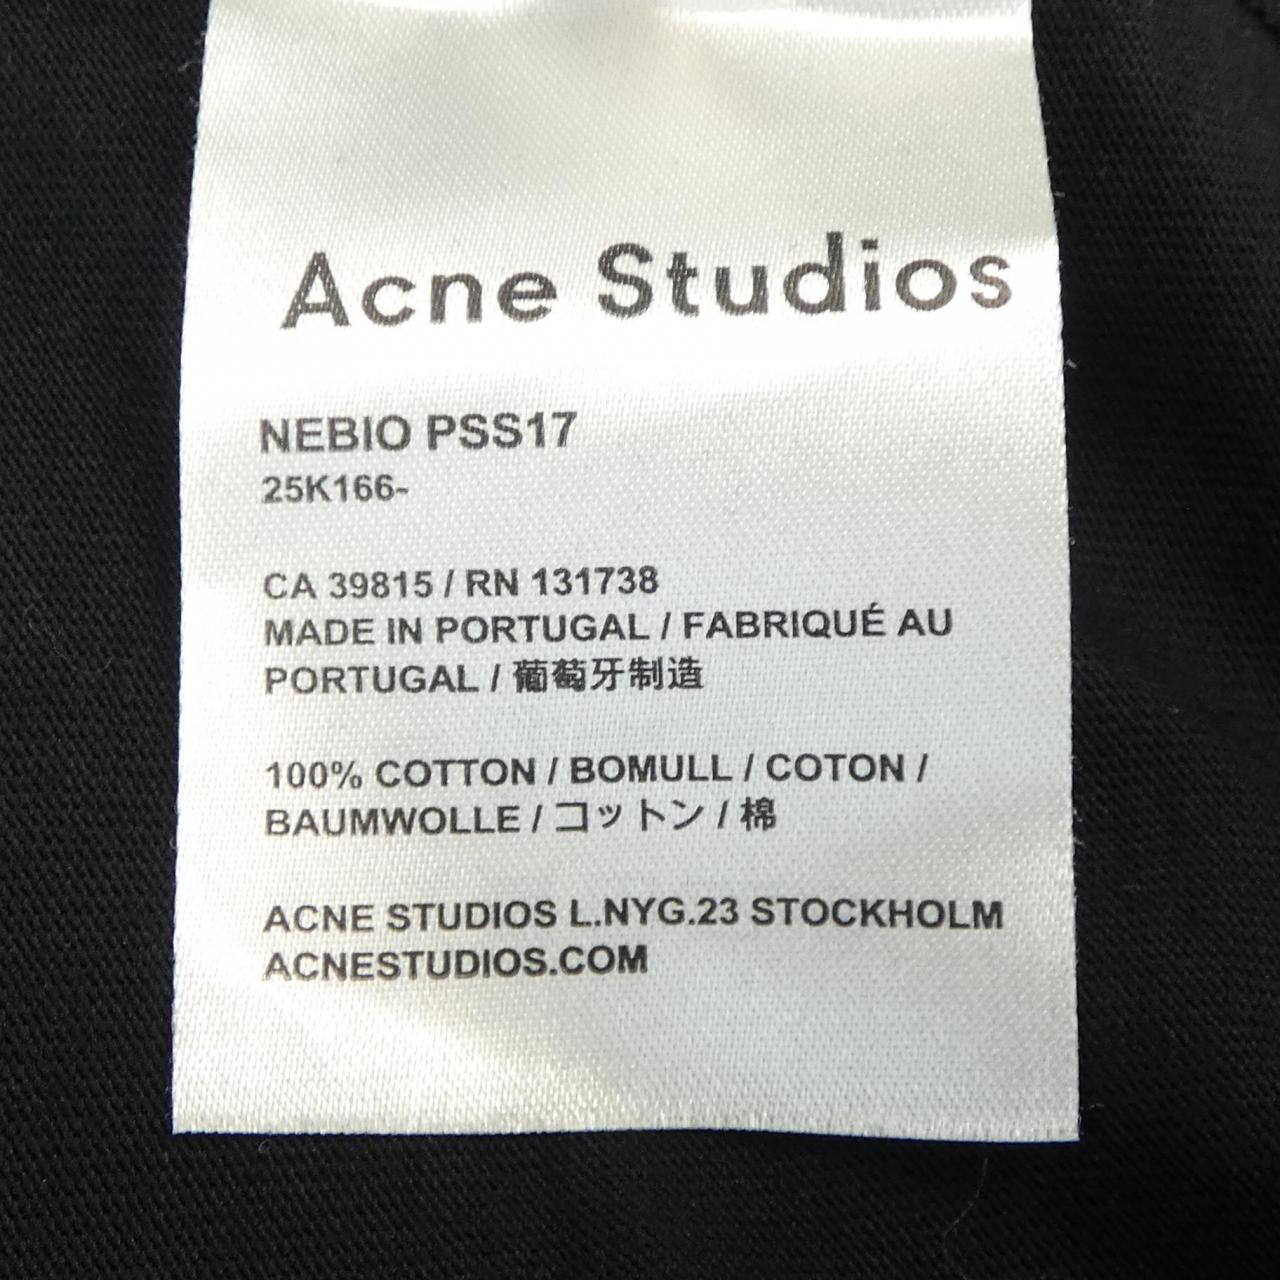 Acne Studios
NEBIO PSS17
25K166-
CA 39815 / RN 131738
MADE IN PORTUGAL / FABRIQUÉ AU
PORTUGAL / 葡萄牙制造
100% COTTON / BOMULL / COTON /
BAUMWOLLE / コットン / 棉
ACNE STUDIOS L.NYG.23 STOCKHOLM
ACNESTUDIOS.COM